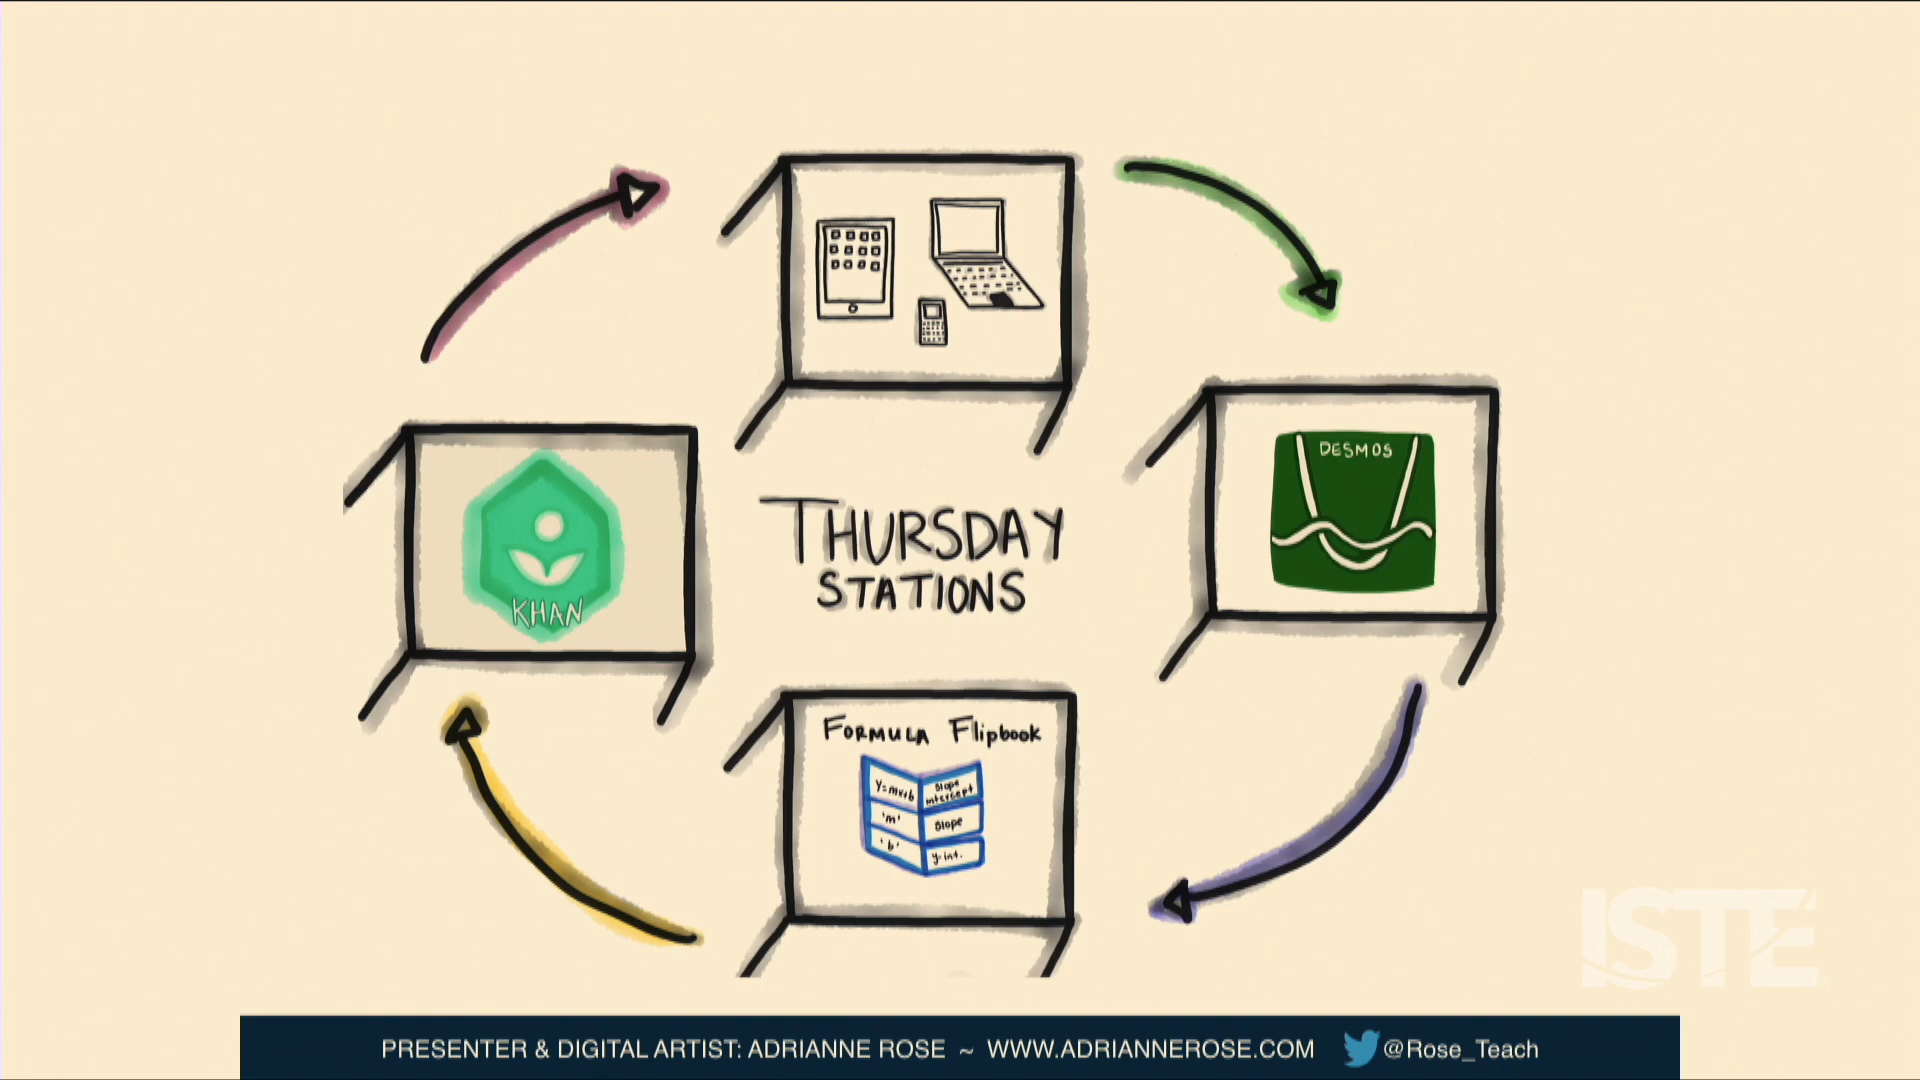 DESMOS
THURSDAY
STATIONS
KHAN
FORMULA Flipbook
Y=mx+b
Slope
intercept
'm'
Slope
'b'
y-int.
ISTE
PRESENTER & DIGITAL ARTIST: ADRIANNE ROSE ~ WWW.ADRIANNEROSE.COM @Rose_Teach